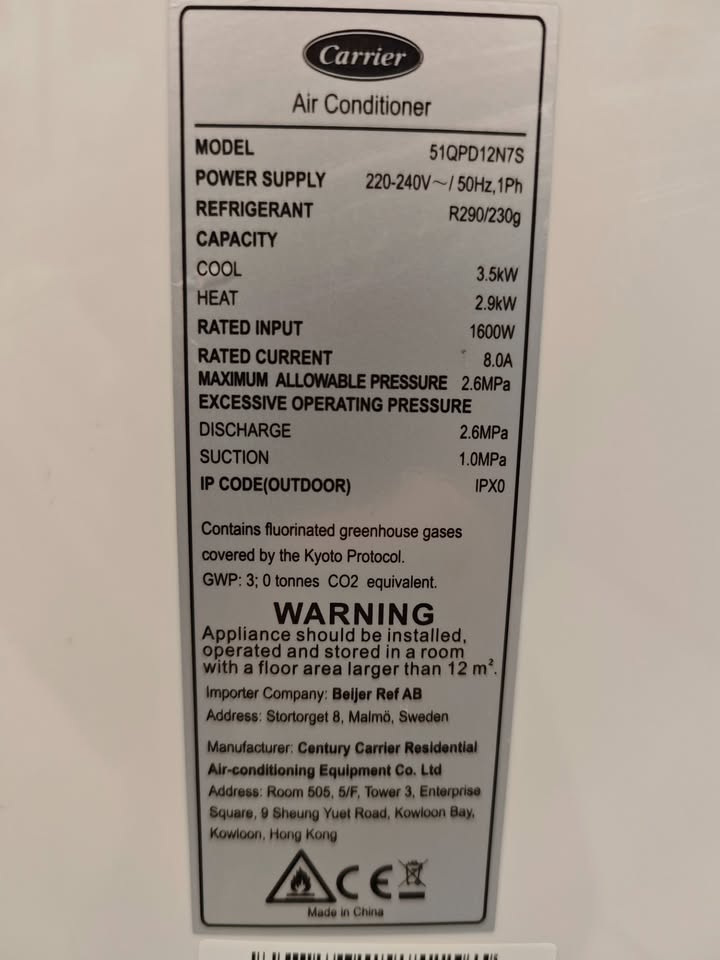 Carrier
Air Conditioner
MODEL 51QPD12N7S
POWER SUPPLY 220-240V~/ 50Hz,1Ph
REFRIGERANT R290/230g
CAPACITY
COOL 3.5kW
HEAT 2.9kW
RATED INPUT 1600W
RATED CURRENT 8.0A
MAXIMUM ALLOWABLE PRESSURE 2.6MPa
EXCESSIVE OPERATING PRESSURE
DISCHARGE 2.6MPa
SUCTION 1.0MPa
IP CODE(OUTDOOR) IPX0
Contains fluorinated greenhouse gases
covered by the Kyoto Protocol.
GWP: 3; 0 tonnes CO2 equivalent.
WARNING
Appliance should be installed,
operated and stored in a room
with a floor area larger than 12 m².
Importer Company: Beijer Ref AB
Address: Stortorget 8, Malmö, Sweden
Manufacturer: Century Carrier Residential
Air-conditioning Equipment Co. Ltd
Address: Room 505, 5/F, Tower 3, Enterprise
Square, 9 Sheung Yuet Road, Kowloon Bay,
Kowloon, Hong Kong
CE
Made in China